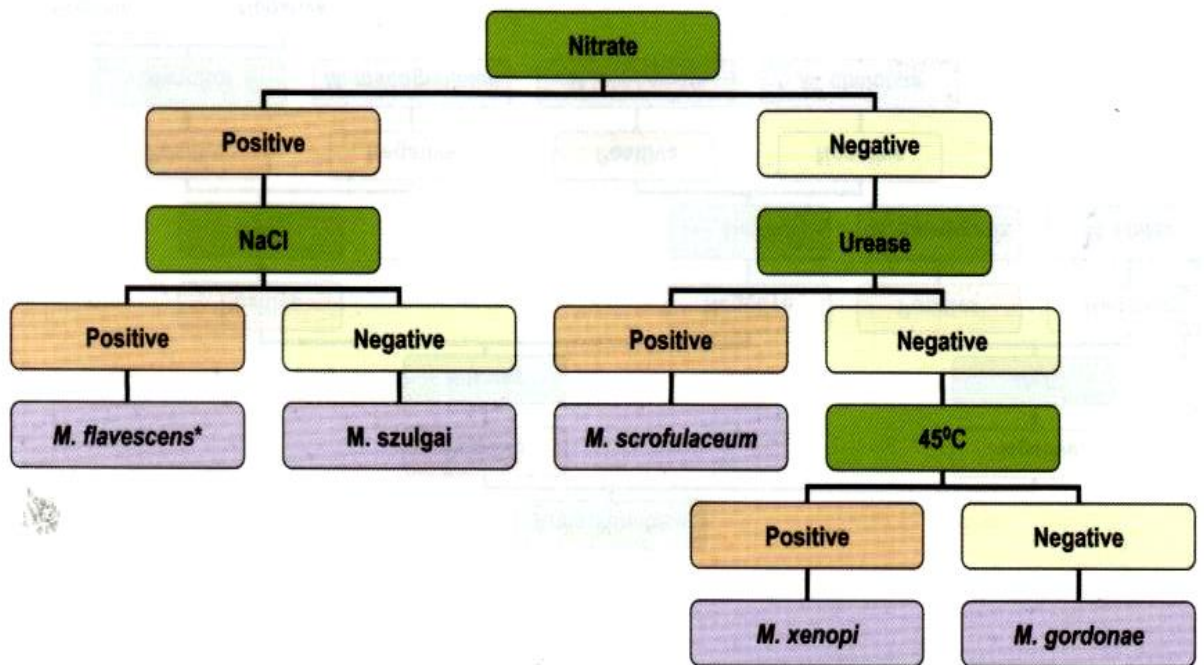 Nitrate
Positive
Negative
NaCl
Urease
Positive
Negative
Positive
Negative
M. flavescens*
M. szulgai
M. scrofulaceum
45⁰C
Positive
Negative
M. xenopi
M. gordonae